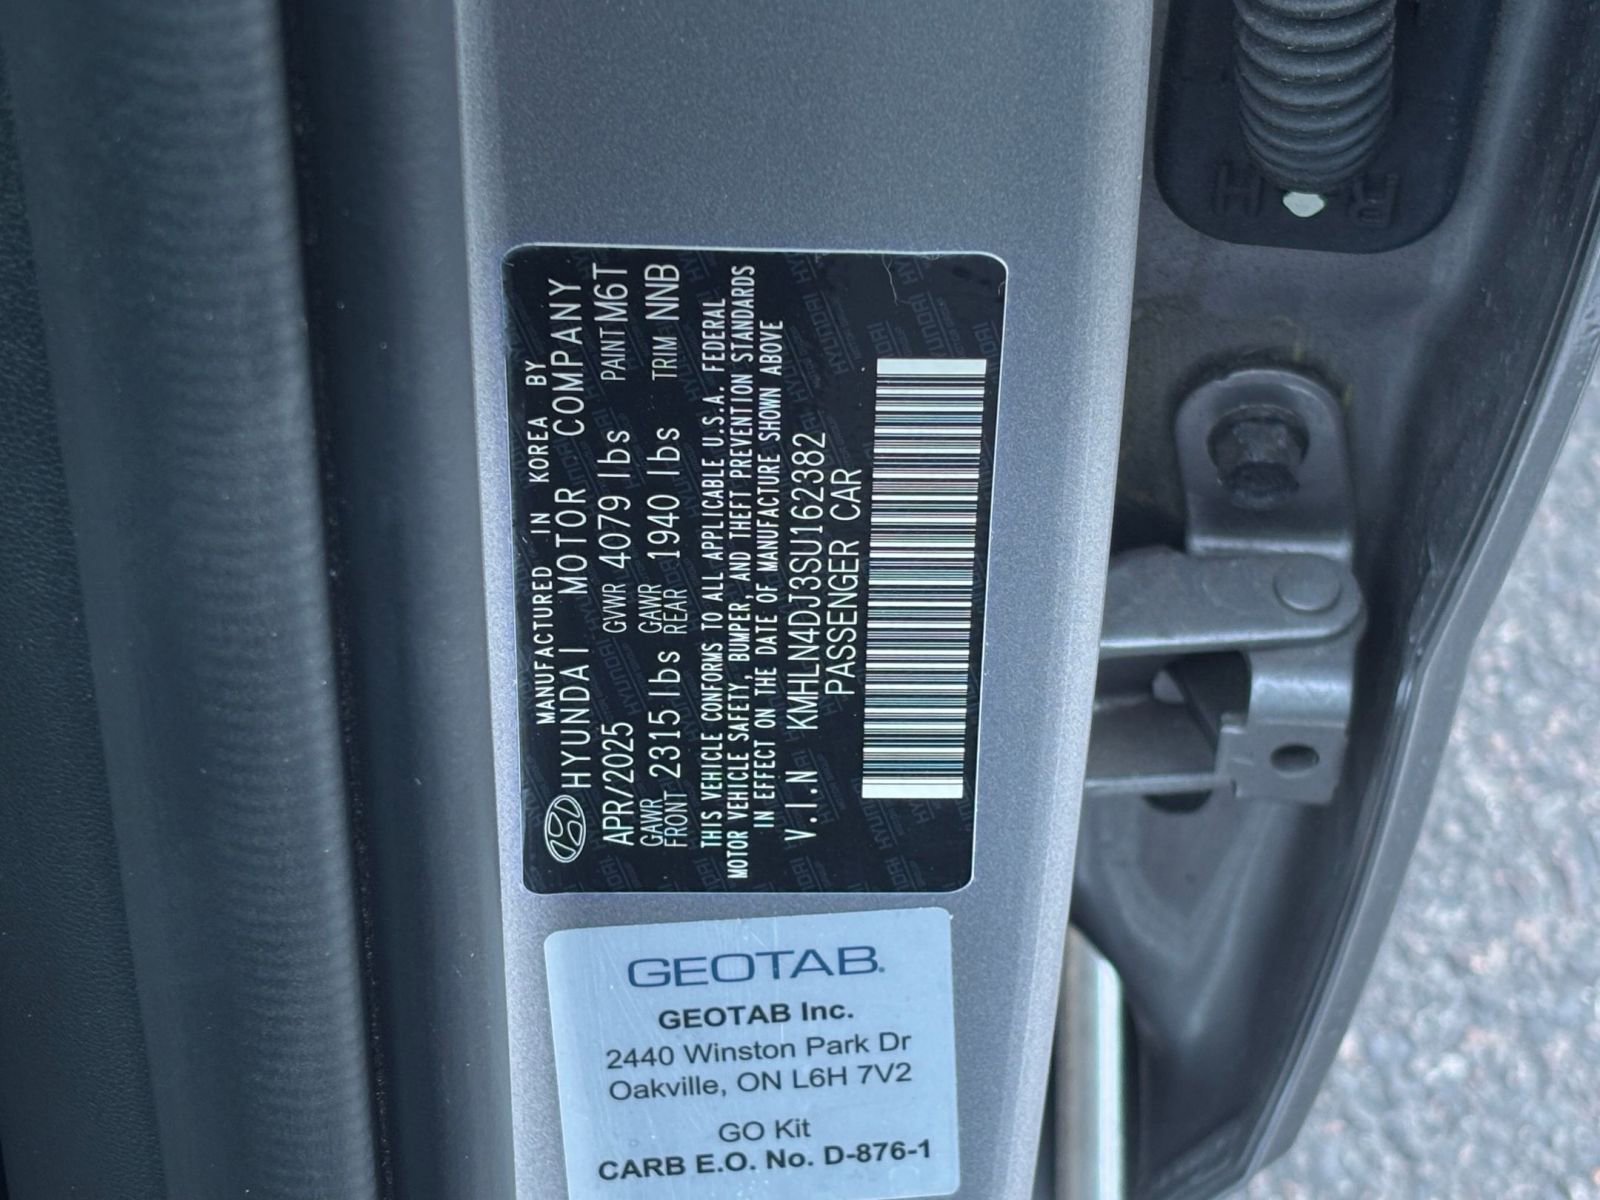 MANUFACTURED IN KOREA BY
HYUNDAI MOTOR COMPANY
APR/2025 GVWR 4079 lbs PAINT M6T
GAWR FRONT 2315 lbs GAWR REAR 1940 lbs TRIM NNB
THIS VEHICLE CONFORMS TO ALL APPLICABLE U.S.A. FEDERAL
MOTOR VEHICLE SAFETY, BUMPER, AND THEFT PREVENTION STANDARDS
IN EFFECT ON THE DATE OF MANUFACTURE SHOWN ABOVE
V.I.N KMHLN4DJ3SU162382
PASSENGER CAR
GEOTAB®
GEOTAB Inc.
2440 Winston Park Dr
Oakville, ON L6H 7V2
GO Kit
CARB E.O. No. D-876-1
RH